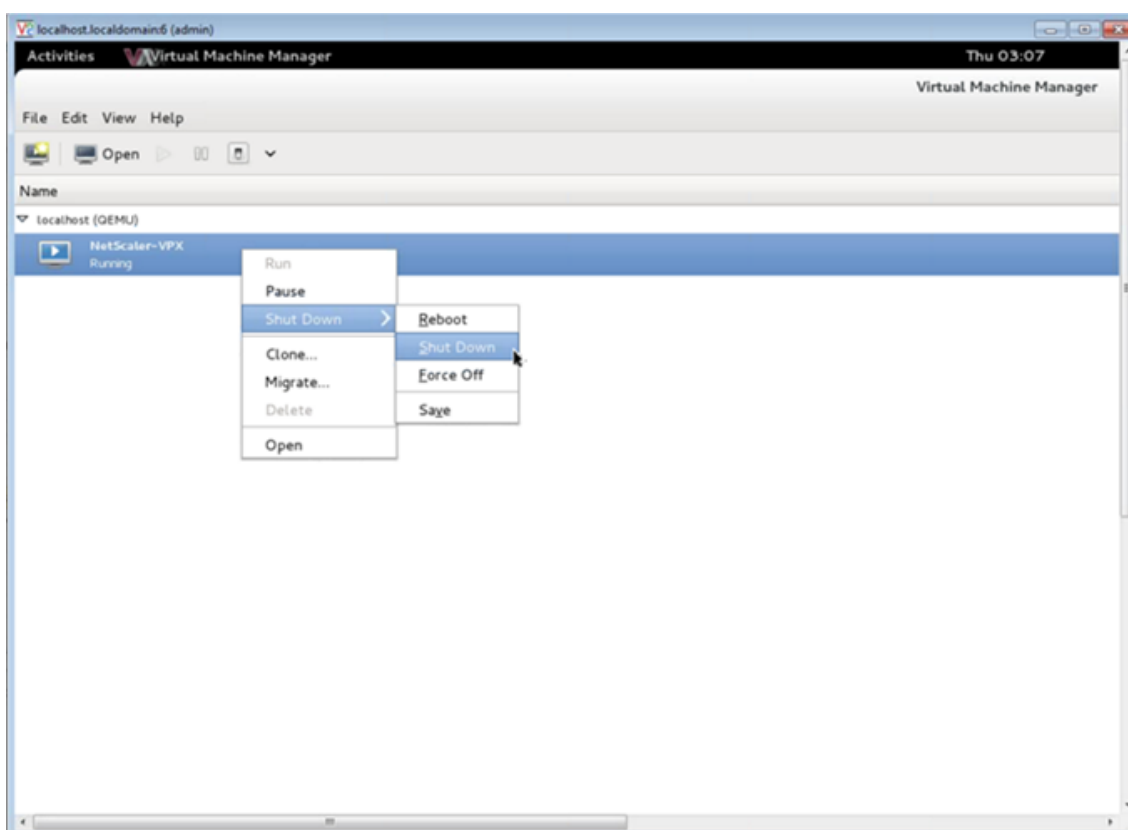 localhost.localdomain:6 (admin)
Activities Virtual Machine Manager Thu 03:07
Virtual Machine Manager
File Edit View Help
Open
Name
localhost (QEMU)
NetScaler-VPX
Running
Run
Pause
Shut Down
Clone...
Migrate...
Delete
Open
Reboot
Shut Down
Force Off
Save